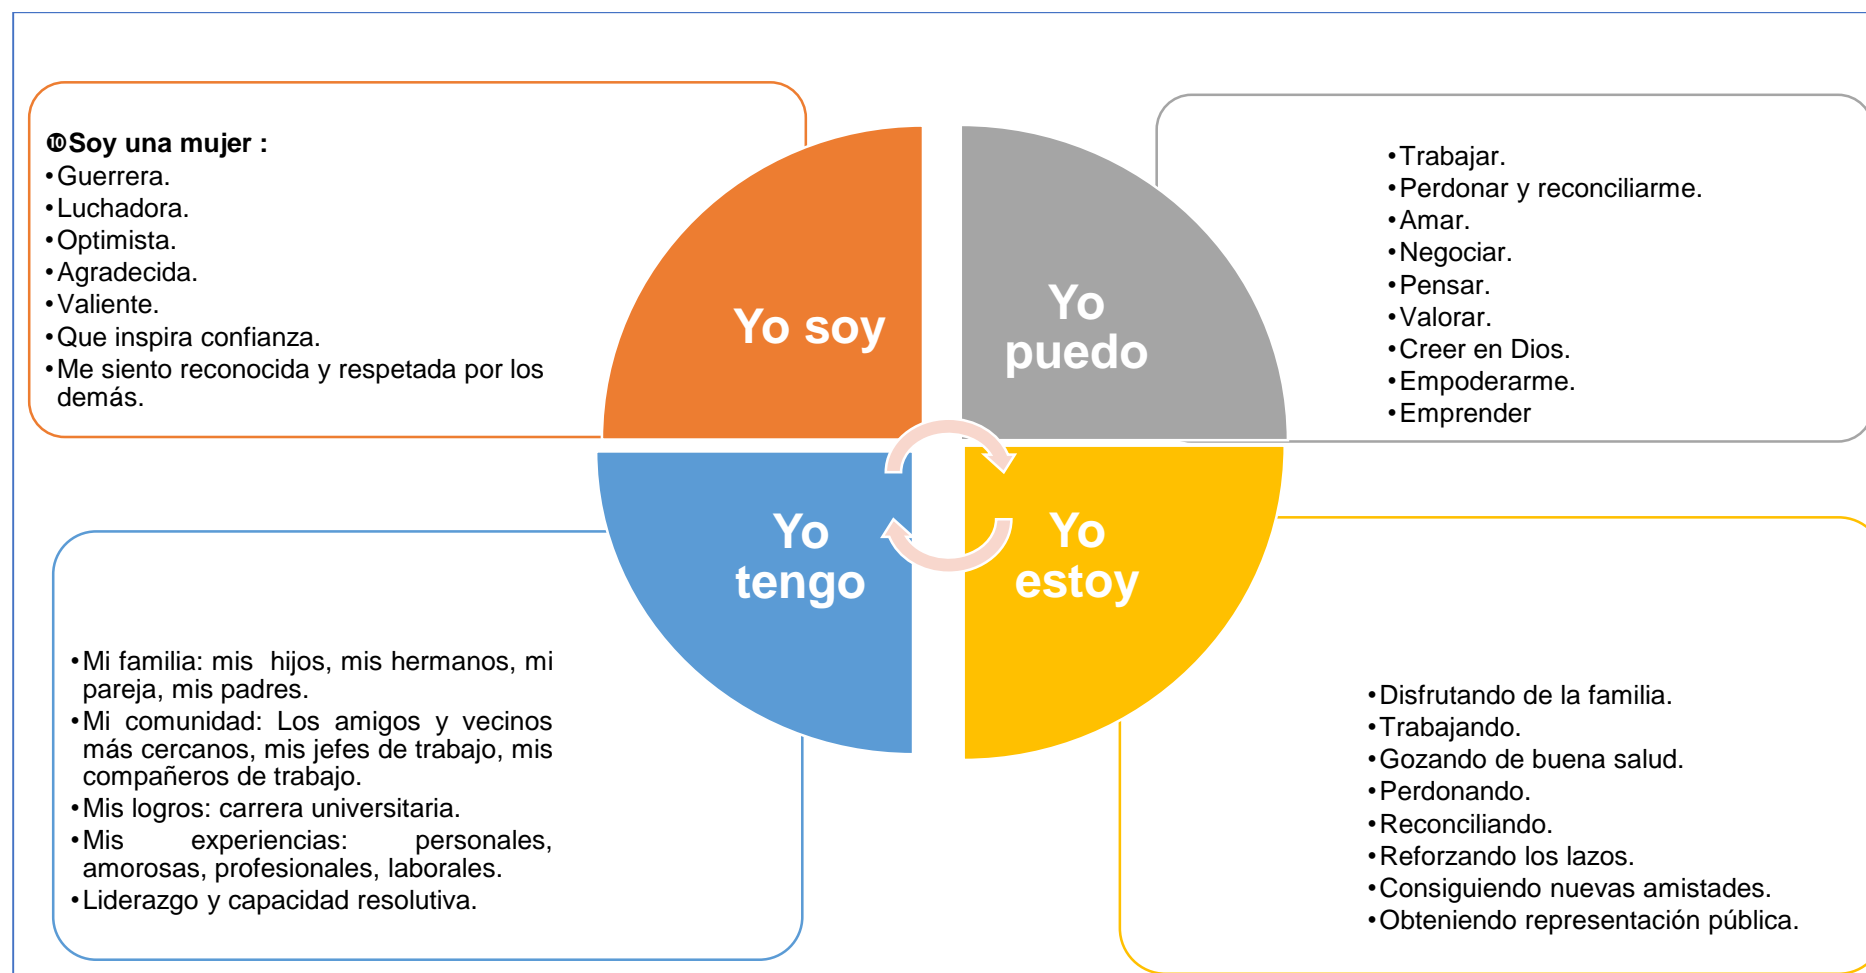 ❿Soy una mujer :
•Guerrera.
•Luchadora.
•Optimista.
•Agradecida.
•Valiente.
•Que inspira confianza.
•Me siento reconocida y respetada por los
demás.
Yo soy
Yo
puedo
•Trabajar.
•Perdonar y reconciliarme.
•Amar.
•Negociar.
•Pensar.
•Valorar.
•Creer en Dios.
•Empoderarme.
•Emprender
Yo
tengo
•Mi familia: mis hijos, mis hermanos, mi
pareja, mis padres.
•Mi comunidad: Los amigos y vecinos
más cercanos, mis jefes de trabajo, mis
compañeros de trabajo.
•Mis logros: carrera universitaria.
•Mis experiencias: personales,
amorosas, profesionales, laborales.
•Liderazgo y capacidad resolutiva.
Yo
estoy
•Disfrutando de la familia.
•Trabajando.
•Gozando de buena salud.
•Perdonando.
•Reconciliando.
•Reforzando los lazos.
•Consiguiendo nuevas amistades.
•Obteniendo representación pública.